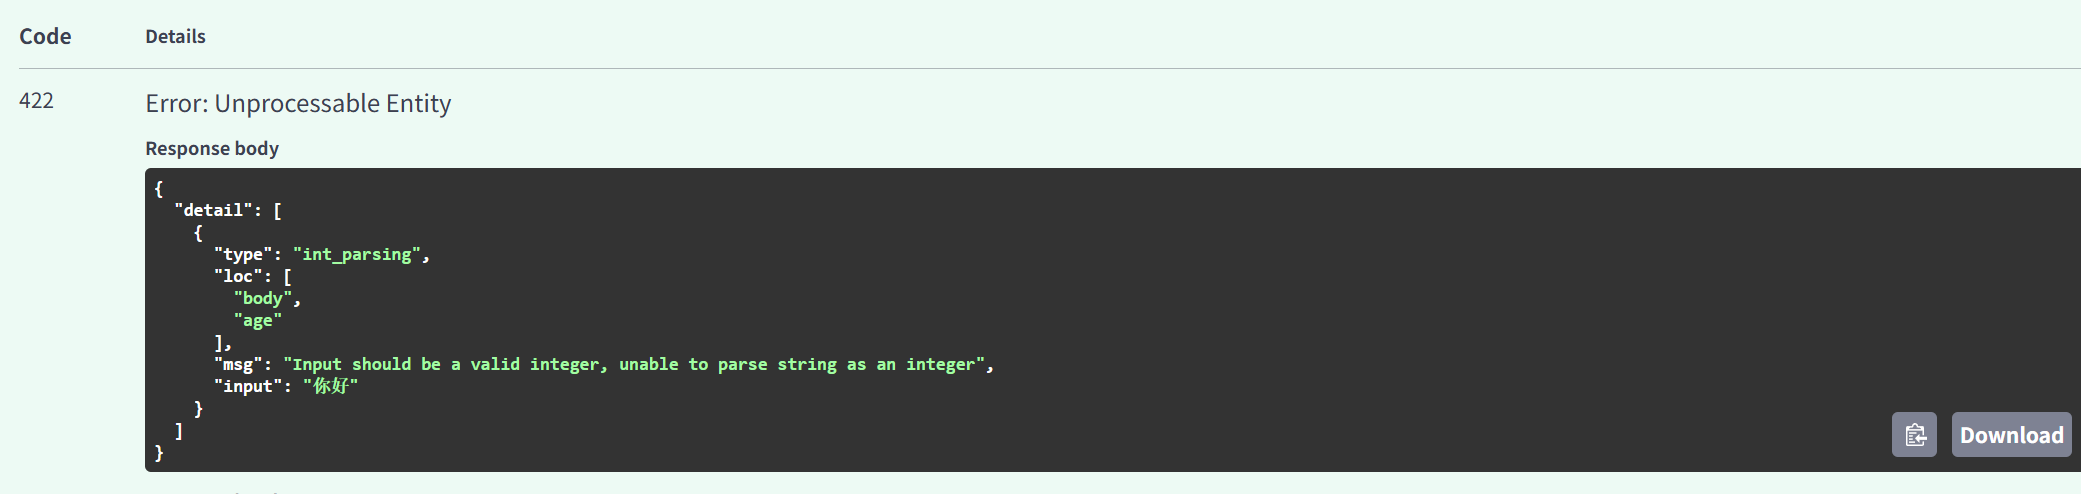 Code Details
422 Error: Unprocessable Entity
Response body
{
  "detail": [
    {
      "type": "int_parsing",
      "loc": [
        "body",
        "age"
      ],
      "msg": "Input should be a valid integer, unable to parse string as an integer",
      "input": "你好"
    }
  ]
}
Download